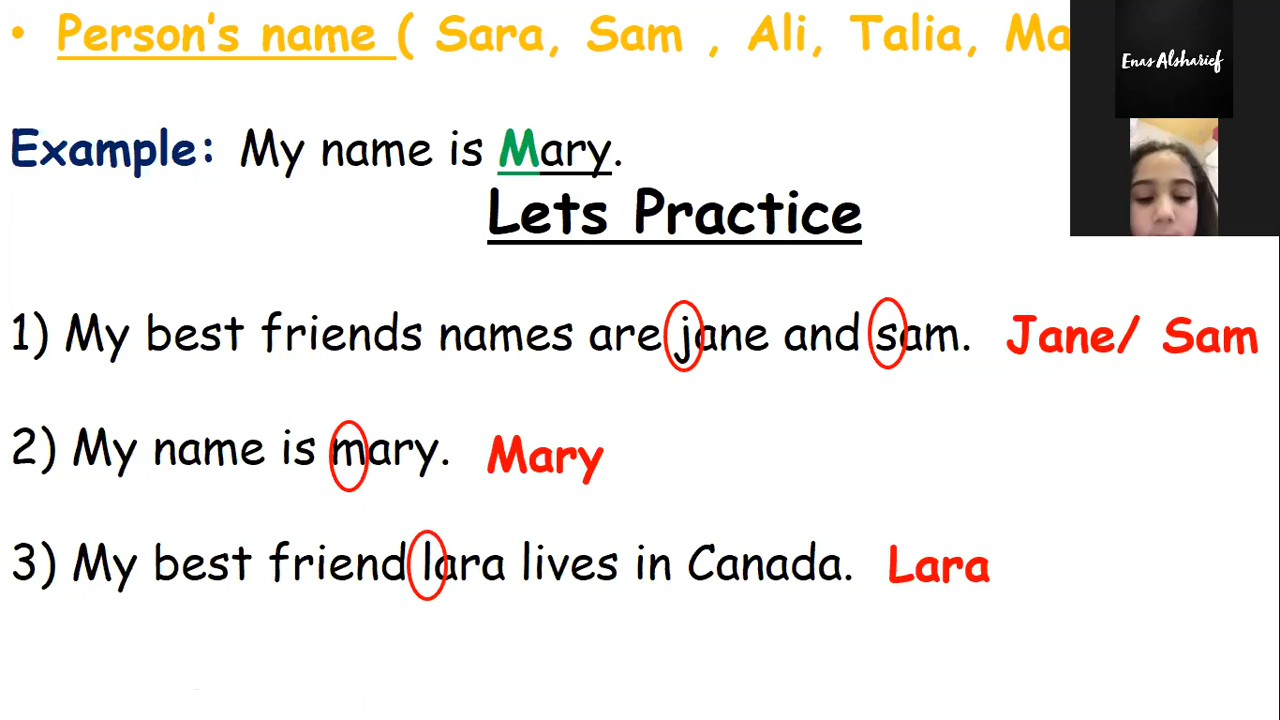 • Person's name ( Sara, Sam , Ali, Talia, Ma
Enas Alsharief
Example: My name is Mary.
Lets Practice
1) My best friends names are jane and sam. Jane/ Sam
2) My name is mary. Mary
3) My best friend lara lives in Canada. Lara